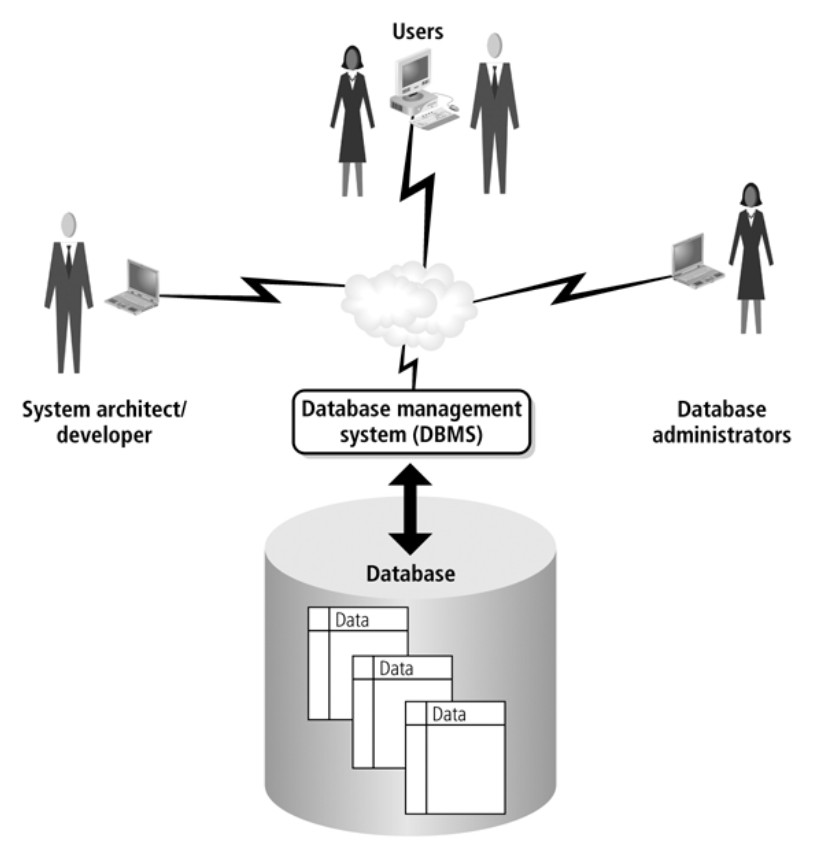 Users
System architect/
developer
Database management
system (DBMS)
Database
administrators
Database
Data
Data
Data